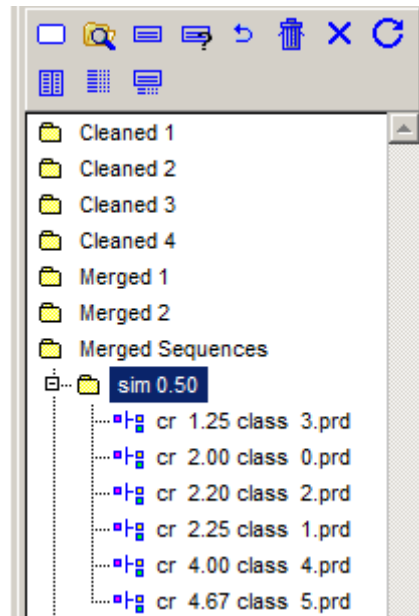 Cleaned 1
Cleaned 2
Cleaned 3
Cleaned 4
Merged 1
Merged 2
Merged Sequences
sim 0.50
cr 1.25 class 3.prd
cr 2.00 class 0.prd
cr 2.20 class 2.prd
cr 2.25 class 1.prd
cr 4.00 class 4.prd
cr 4.67 class 5.prd